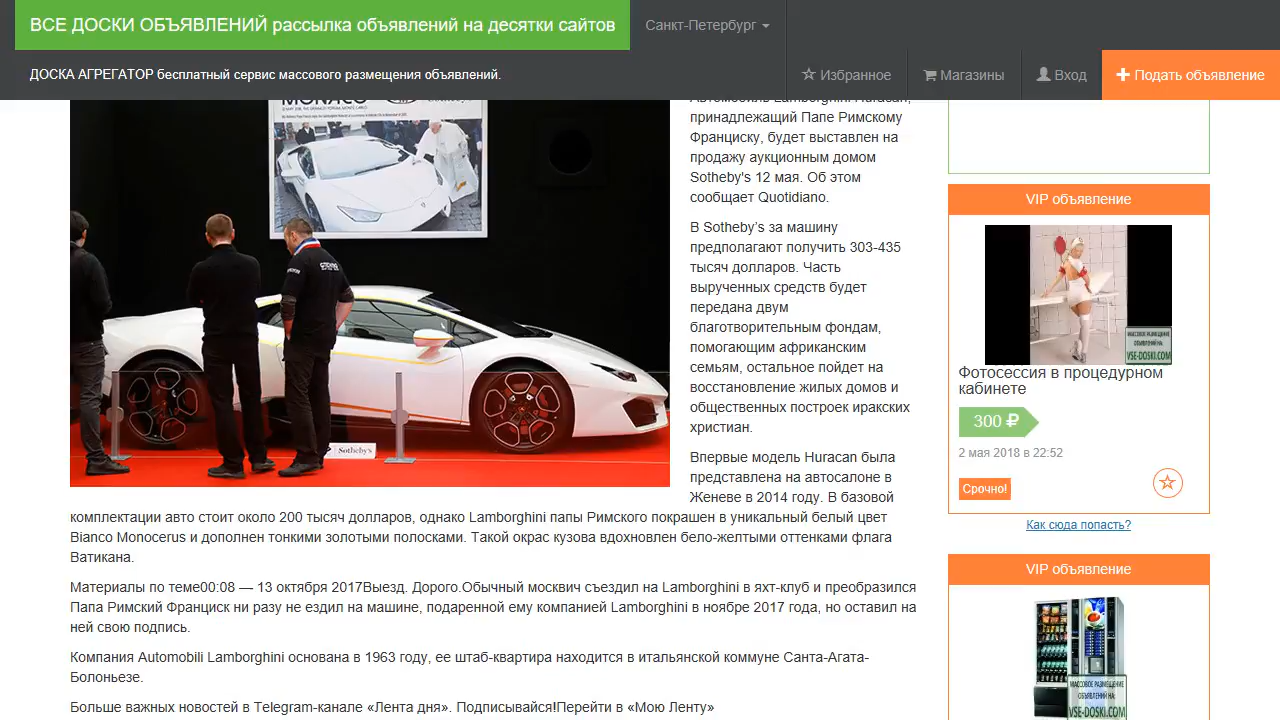 ВСЕ ДОСКИ ОБЪЯВЛЕНИЙ рассылка объявлений на десятки сайтов
Санкт-Петербург
ДОСКА АГРЕГАТОР бесплатный сервис массового размещения объявлений.
Избранное
Магазины
Вход
Подать объявление
MONACO
Автомобиль Lamborghini Huracan,
принадлежащий Папе Римскому
Франциску, будет выставлен на
продажу аукционным домом
Sotheby's 12 мая. Об этом
сообщает Quotidiano.
В Sotheby’s за машину
предполагают получить 303-435
тысяч долларов. Часть
вырученных средств будет
передана двум
благотворительным фондам,
помогающим африканским
семьям, остальное пойдет на
восстановление жилых домов и
общественных построек иракских
христиан.
Впервые модель Huracan была
представлена на автосалоне в
Женеве в 2014 году. В базовой
комплектации авто стоит около 200 тысяч долларов, однако Lamborghini папы Римского покрашен в уникальный белый цвет
Bianco Monocerus и дополнен тонкими золотыми полосками. Такой окрас кузова вдохновлен бело-желтыми оттенками флага
Ватикана.
Материалы по теме00:08 — 13 октября 2017Выезд. Дорого.Обычный москвич съездил на Lamborghini в яхт-клуб и преобразился
Папа Римский Франциск ни разу не ездил на машине, подаренной ему компанией Lamborghini в ноябре 2017 года, но оставил на
ней свою подпись.
Компания Automobili Lamborghini основана в 1963 году, ее штаб-квартира находится в итальянской коммуне Санта-Агата-
Болоньезе.
Больше важных новостей в Telegram-канале «Лента дня». Подписывайся!Перейти в «Мою Ленту»
Sotheby's
VIP объявление
МАССОВОЕ РАЗМЕЩЕНИЕ
ОБЪЯВЛЕНИЙ НА:
VSE-DOSKI.COM
Фотосессия в процедурном
кабинете
300 ₽
2 мая 2018 в 22:52
Срочно!
Как сюда попасть?
VIP объявление
МАССОВОЕ РАЗМЕЩЕНИЕ
ОБЪЯВЛЕНИЙ НА:
VSE-DOSKI.COM